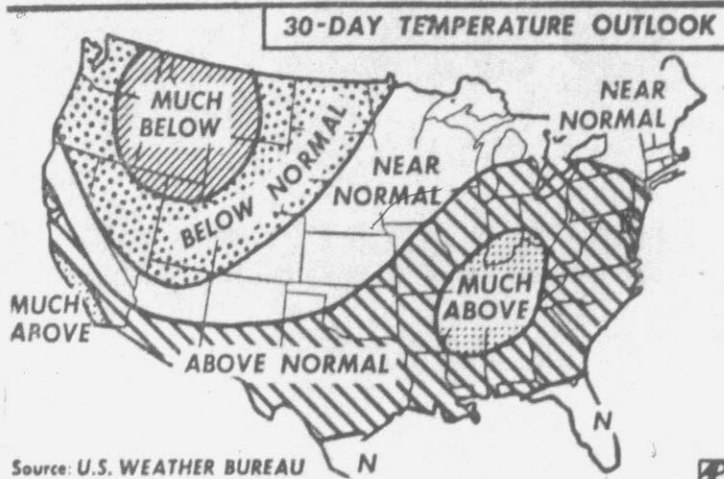 30-DAY TEMPERATURE OUTLOOK
MUCH
BELOW
NEAR
NORMAL
BELOW NORMAL
NEAR
NORMAL
MUCH
ABOVE
MUCH
ABOVE
ABOVE NORMAL
N
N
Source: U.S. WEATHER BUREAU
AP